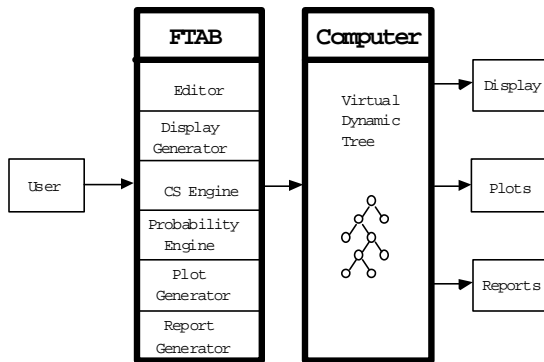 FTAB
Computer
Editor
Display
Generator
CS Engine
Probability
Engine
Plot
Generator
Report
Generator
User
Virtual
Dynamic
Tree
Display
Plots
Reports